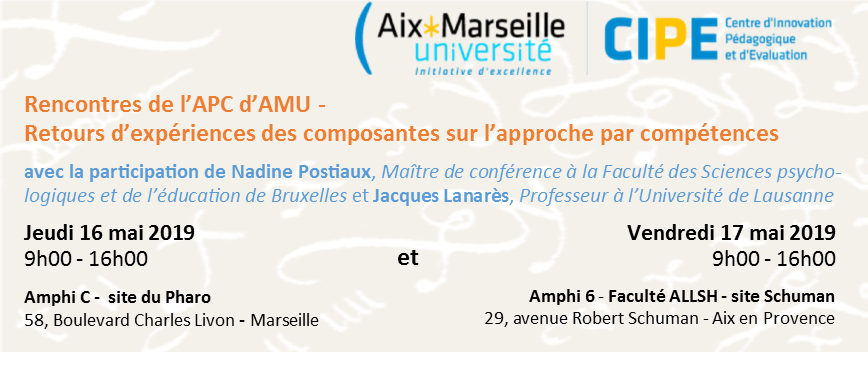 Aix*Marseille
université
Initiative d'excellence
CIPE
Centre d'Innovation
Pédagogique
et d'Evaluation
Rencontres de l'APC d'AMU -
Retours d'expériences des composantes sur l'approche par compétences
avec la participation de Nadine Postiaux, Maître de conférence à la Faculté des Sciences psycho-
logiques et de l'éducation de Bruxelles et Jacques Lanarès, Professeur à l'Université de Lausanne
Jeudi 16 mai 2019
9h00 - 16h00
Amphi C - site du Pharo
58, Boulevard Charles Livon - Marseille
et
Vendredi 17 mai 2019
9h00 - 16h00
Amphi 6 - Faculté ALLSH - site Schuman
29, avenue Robert Schuman - Aix en Provence